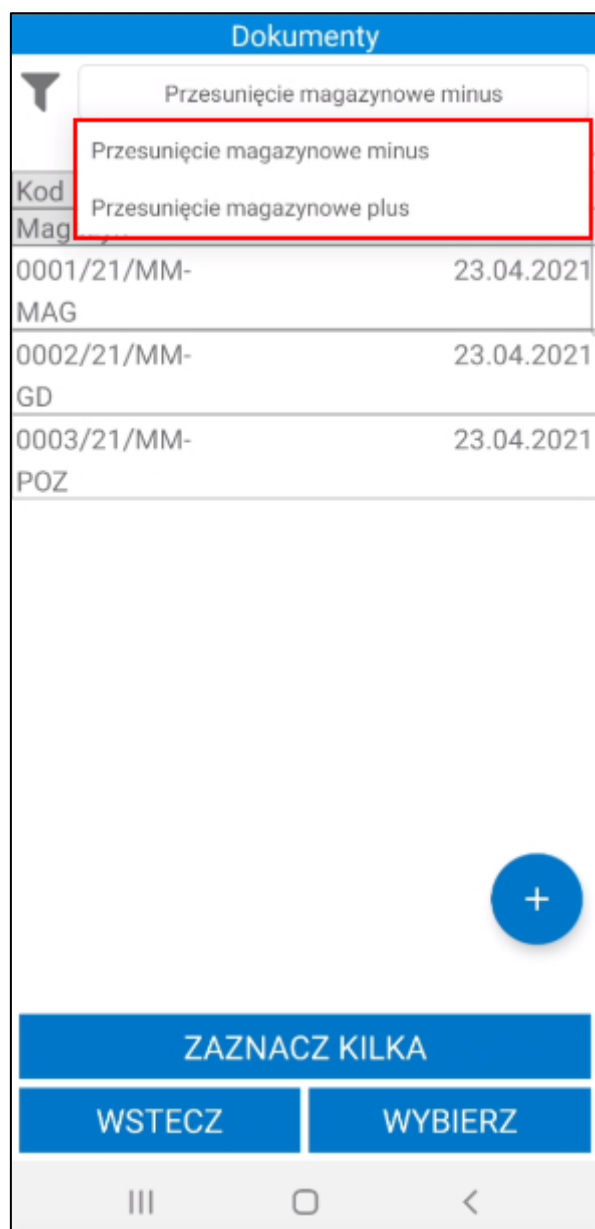 Dokumenty
Przesunięcie magazynowe minus
Przesunięcie magazynowe minus
Kod
Przesunięcie magazynowe plus
0001/21/MM- 23.04.2021
MAG
0002/21/MM- 23.04.2021
GD
0003/21/MM- 23.04.2021
POZ
+
ZAZNACZ KILKA
WSTECZ WYBIERZ